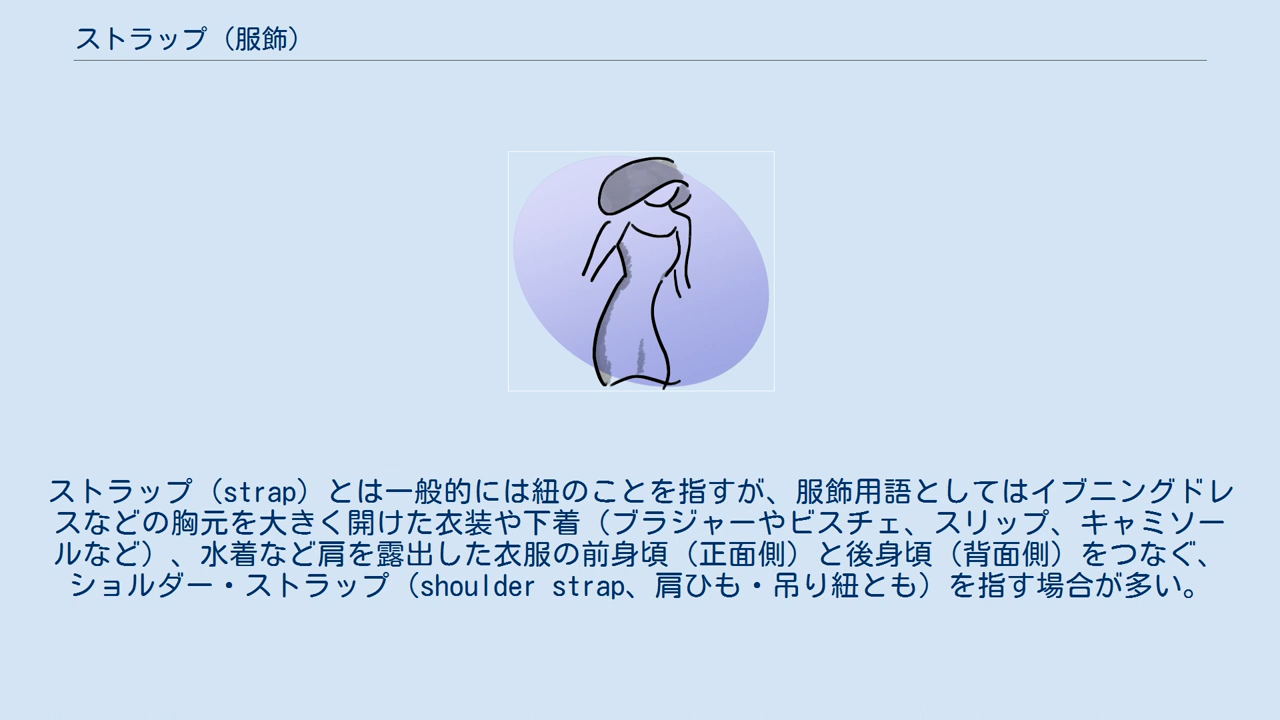 ストラップ（服飾）
ストラップ（strap）とは一般的には紐のことを指すが、服飾用語としてはイブニングドレ
スなどの胸元を大きく開けた衣装や下着（ブラジャーやビスチェ、スリップ、キャミソー
ルなど）、水着など肩を露出した衣服の前身頃（正面側）と後身頃（背面側）をつなぐ、
ショルダー・ストラップ（shoulder strap、肩ひも・吊り紐とも）を指す場合が多い。